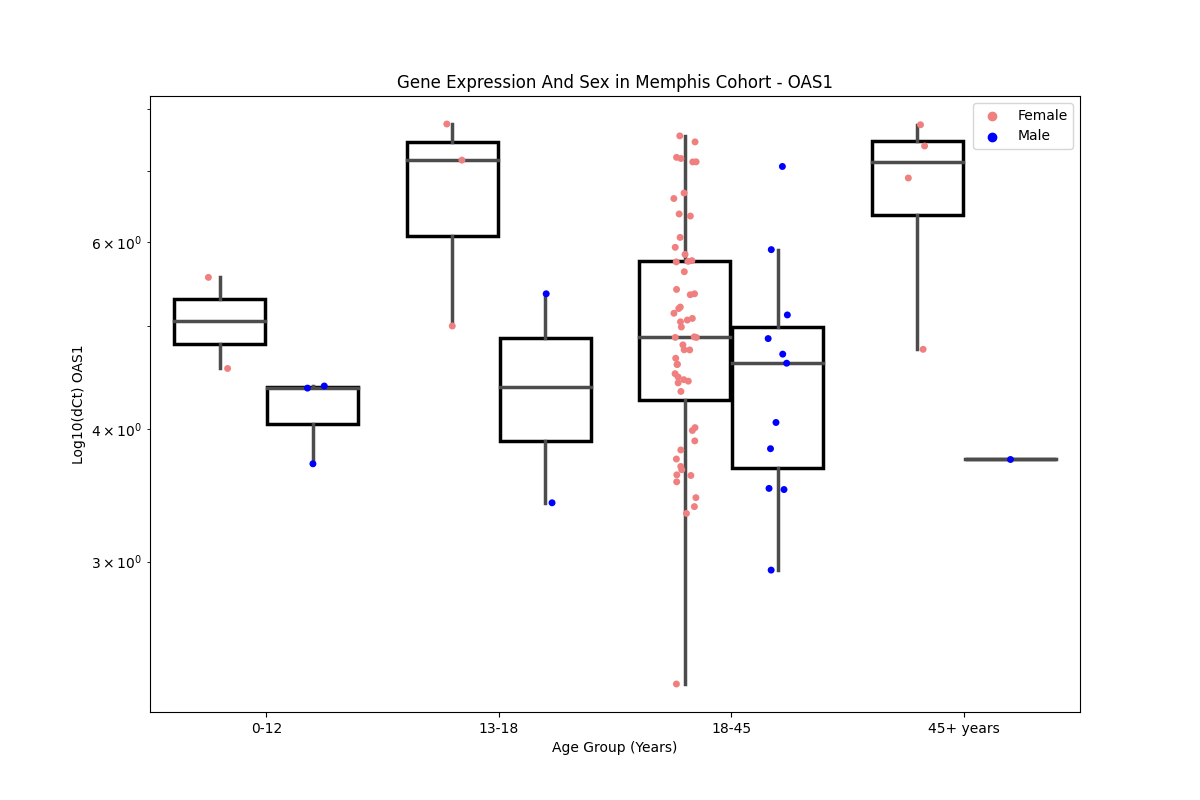 Gene Expression And Sex in Memphis Cohort - OAS1
Female
Male
Log10(dCt) OAS1
6 × 10⁰
4 × 10⁰
3 × 10⁰
0-12
13-18
18-45
45+ years
Age Group (Years)